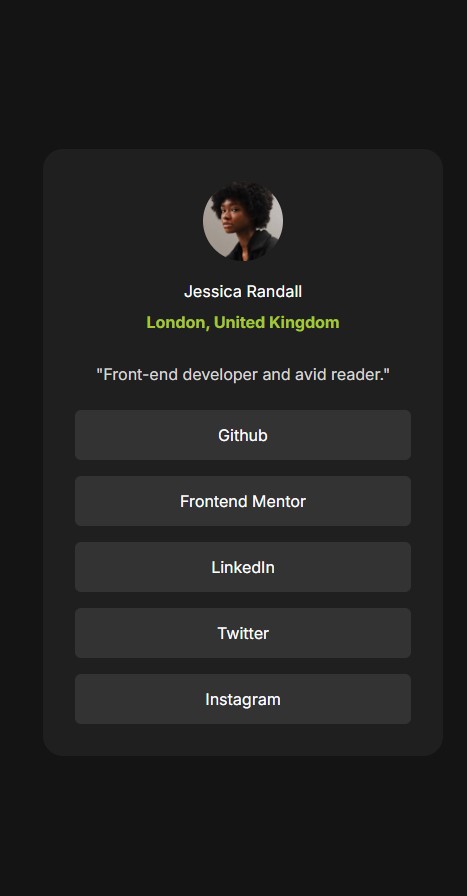 Jessica Randall
London, United Kingdom
"Front-end developer and avid reader."
Github
Frontend Mentor
LinkedIn
Twitter
Instagram